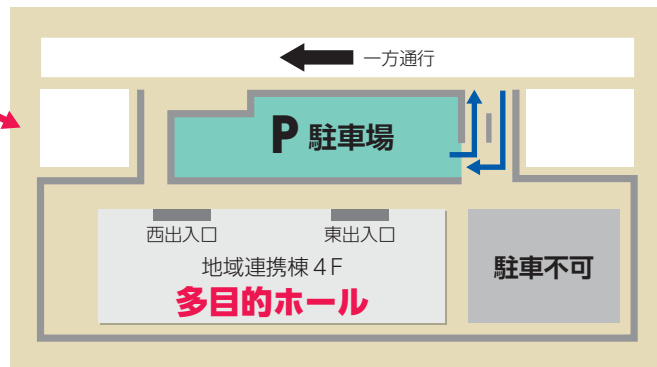 一方通行
P 駐車場
西出入口
東出入口
地域連携棟4F
多目的ホール
駐車不可